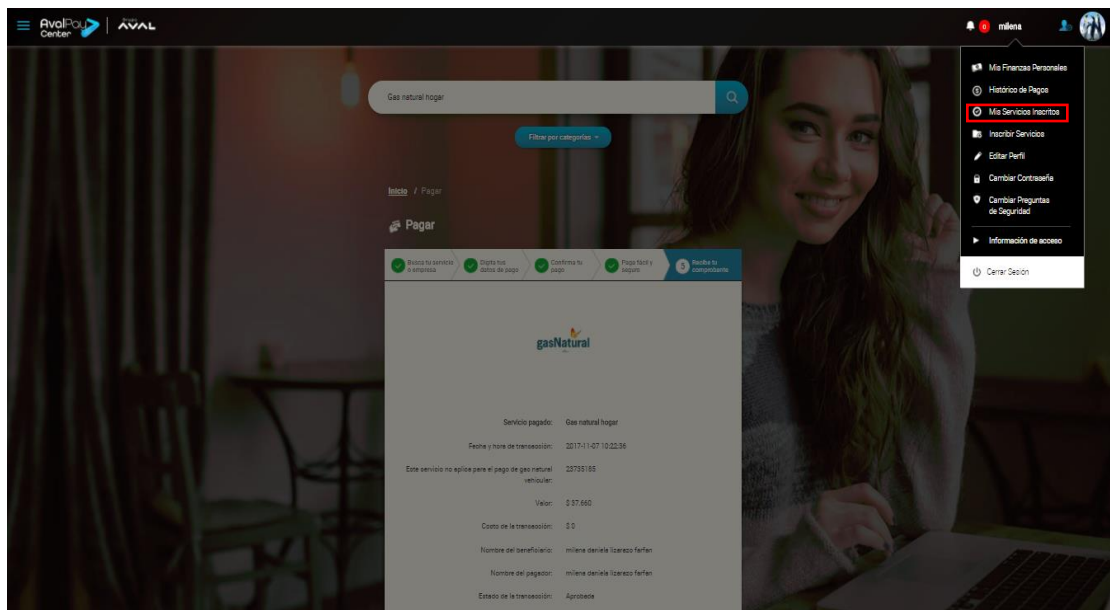 AvalPay
Center
Grupo
AVAL
0
milena
Mis Finanzas Personales
Histórico de Pagos
Mis Servicios Inscritos
Inscribir Servicios
Editar Perfil
Cambiar Contraseña
Cambiar Preguntas
de Seguridad
Información de acceso
Cerrar Sesión
Gas natural hogar
Filtrar por categorías
Inicio / Pagar
Pagar
Busca tu servicio
o empresa
Digita tus
datos de pago
Confirma tu
pago
Paga fácil y
seguro
5 Recibe tu
comprobante
gasNatural
Servicio pagado: Gas natural hogar
Fecha y hora de transacción: 2017-11-07 10:22:56
Este servicio no aplica para el pago de gas natural
vehicular: 23735185
Valor: $ 37.660
Costo de la transacción: $ 0
Nombre del beneficiario: milena daniela lizarazo farfan
Nombre del pagador: milena daniela lizarazo farfan
Estado de la transacción: Aprobada